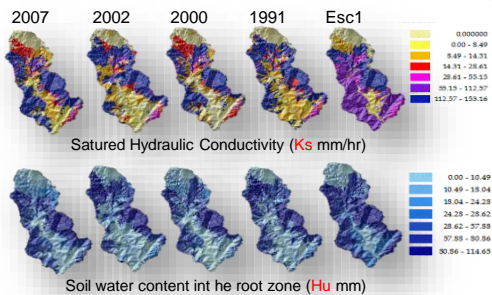 2007 2002 2000 1991 Esc1
0.000000
0.00 - 8.49
8.49 - 14.31
14.31 - 28.61
28.61 - 55.15
55.15 - 112.57
112.57 - 153.16
Satured Hydraulic Conductivity (Ks mm/hr)
0.00 - 10.49
10.49 - 18.04
18.04 - 24.28
24.28 - 28.62
28.62 - 37.88
37.88 - 50.56
50.56 - 114.65
Soil water content int he root zone (Hu mm)